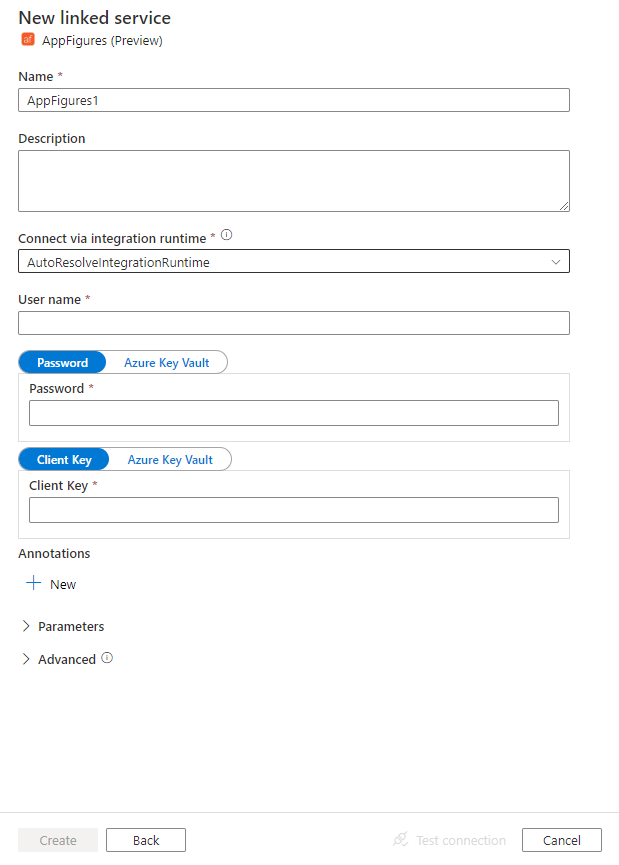 New linked service
af AppFigures (Preview)
Name *
AppFigures1
Description
Connect via integration runtime *
AutoResolveIntegrationRuntime
User name *
Password Azure Key Vault
Password *
Client Key Azure Key Vault
Client Key *
Annotations
New
Parameters
Advanced
Create Back Test connection Cancel